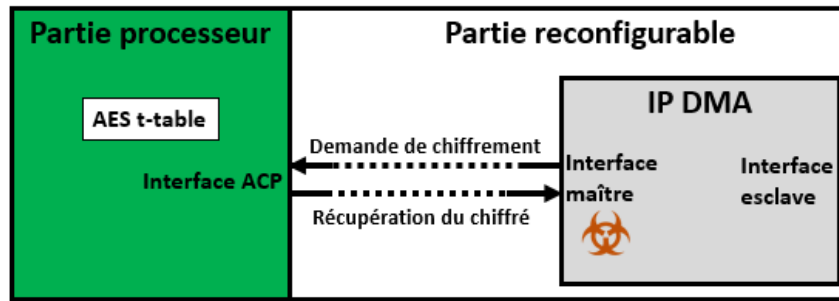 Partie processeur
Partie reconfigurable
AES t-table
IP DMA
Demande de chiffrement
Interface ACP
Interface
maître
Interface
esclave
Récupération du chiffré